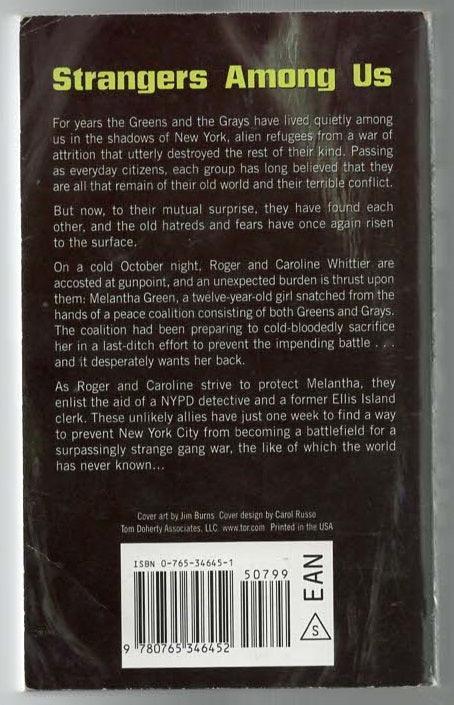 Strangers Among Us
For years the Greens and the Grays have lived quietly among
us in the shadows of New York, alien refugees from a war of
attrition that utterly destroyed the rest of their kind. Passing
as everyday citizens, each group has long believed that they
are all that remain of their old world and their terrible conflict.
But now, to their mutual surprise, they have found each
other, and the old hatreds and fears have once again risen
to the surface.
On a cold October night, Roger and Caroline Whittier are
accosted at gunpoint, and an unexpected burden is thrust upon
them: Melantha Green, a twelve-year-old girl snatched from the
hands of a peace coalition consisting of both Greens and Grays.
The coalition had been preparing to cold-bloodedly sacrifice
her in a last-ditch effort to prevent the impending battle . . .
and it desperately wants her back.
As Roger and Caroline strive to protect Melantha, they
enlist the aid of a NYPD detective and a former Ellis Island
clerk. These unlikely allies have just one week to find a way
to prevent New York City from becoming a battlefield for a
surpassingly strange gang war, the like of which the world
has never known...
Cover art by Jim Burns Cover design by Carol Russo
Tom Doherty Associates, LLC www.tor.com Printed in the USA
ISBN 0-765-34645-1
50799
9 780765 346452
EAN
S